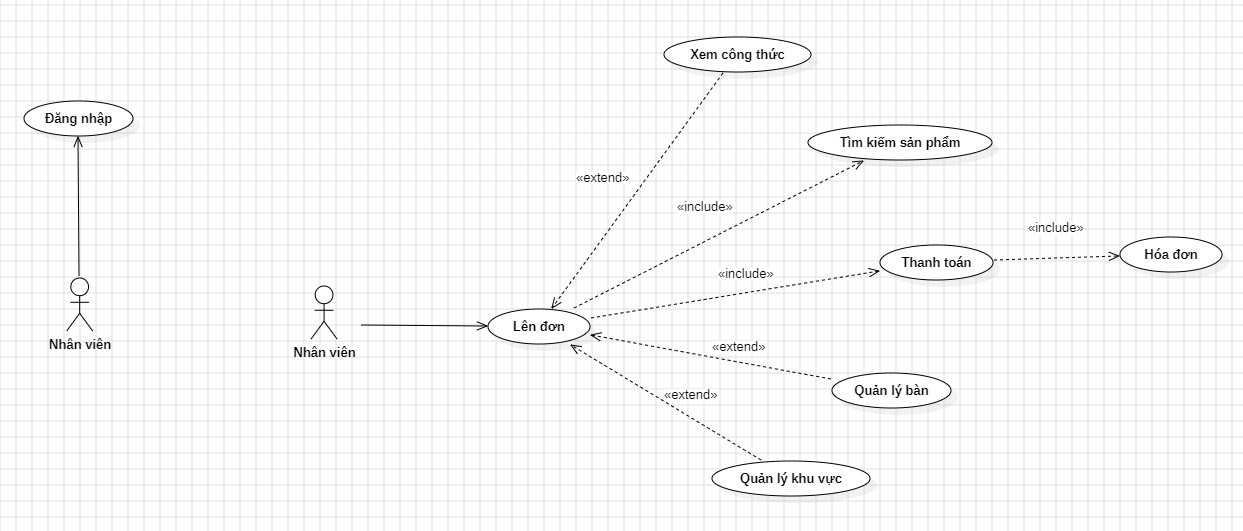 Xem công thức
Đăng nhập
Tìm kiếm sản phẩm
«extend»
«include»
«include»
Thanh toán
«include»
Hóa đơn
Nhân viên
Nhân viên
Lên đơn
«extend»
Quản lý bàn
«extend»
Quản lý khu vực